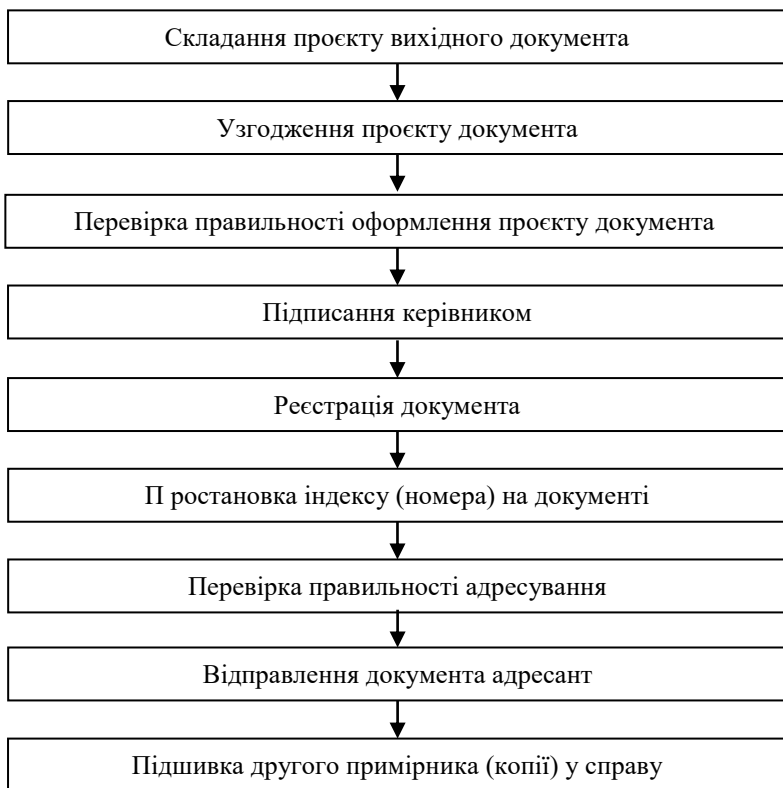 Складання проєкту вихідного документа
Узгодження проєкту документа
Перевірка правильності оформлення проєкту документа
Підписання керівником
Реєстрація документа
П ростановка індексу (номера) на документі
Перевірка правильності адресування
Відправлення документа адресант
Підшивка другого примірника (копії) у справу